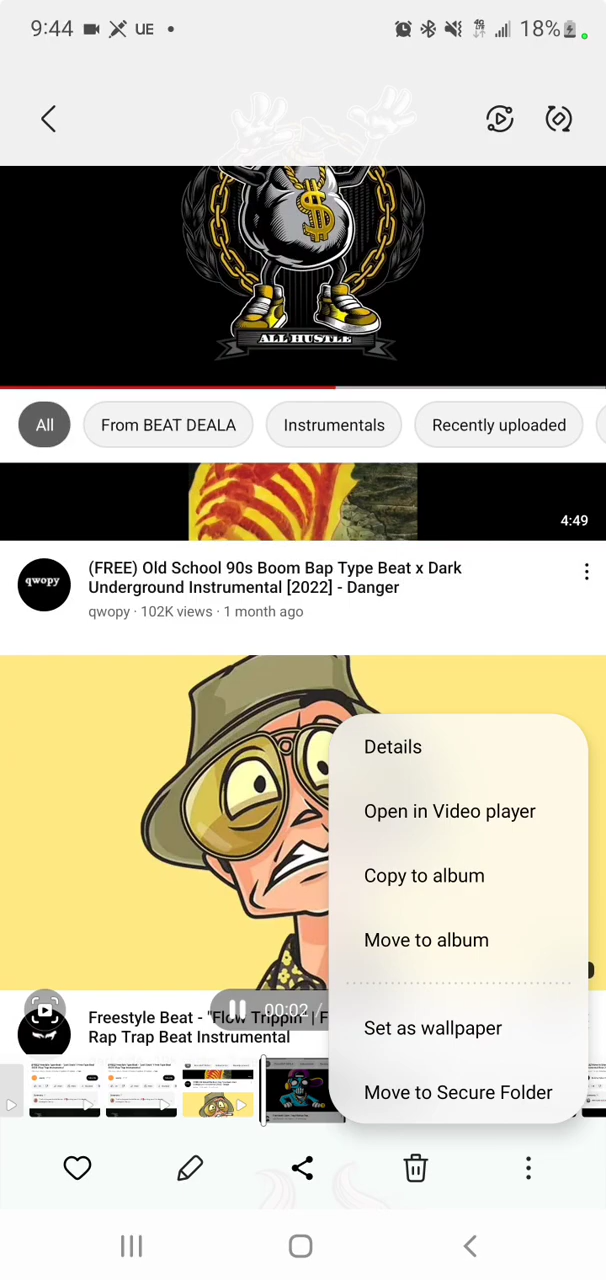 9:44 UE 4G 18%
ALL HUSTLE
All From BEAT DEALA Instrumentals Recently uploaded
4:49
qwopy
(FREE) Old School 90s Boom Bap Type Beat x Dark
Underground Instrumental [2022] - Danger
qwopy · 102K views · 1 month ago
Details
Open in Video player
Copy to album
Move to album
Set as wallpaper
Move to Secure Folder
Freestyle Beat - "Flow Trippin" | F
00:02 /
Rap Trap Beat Instrumental